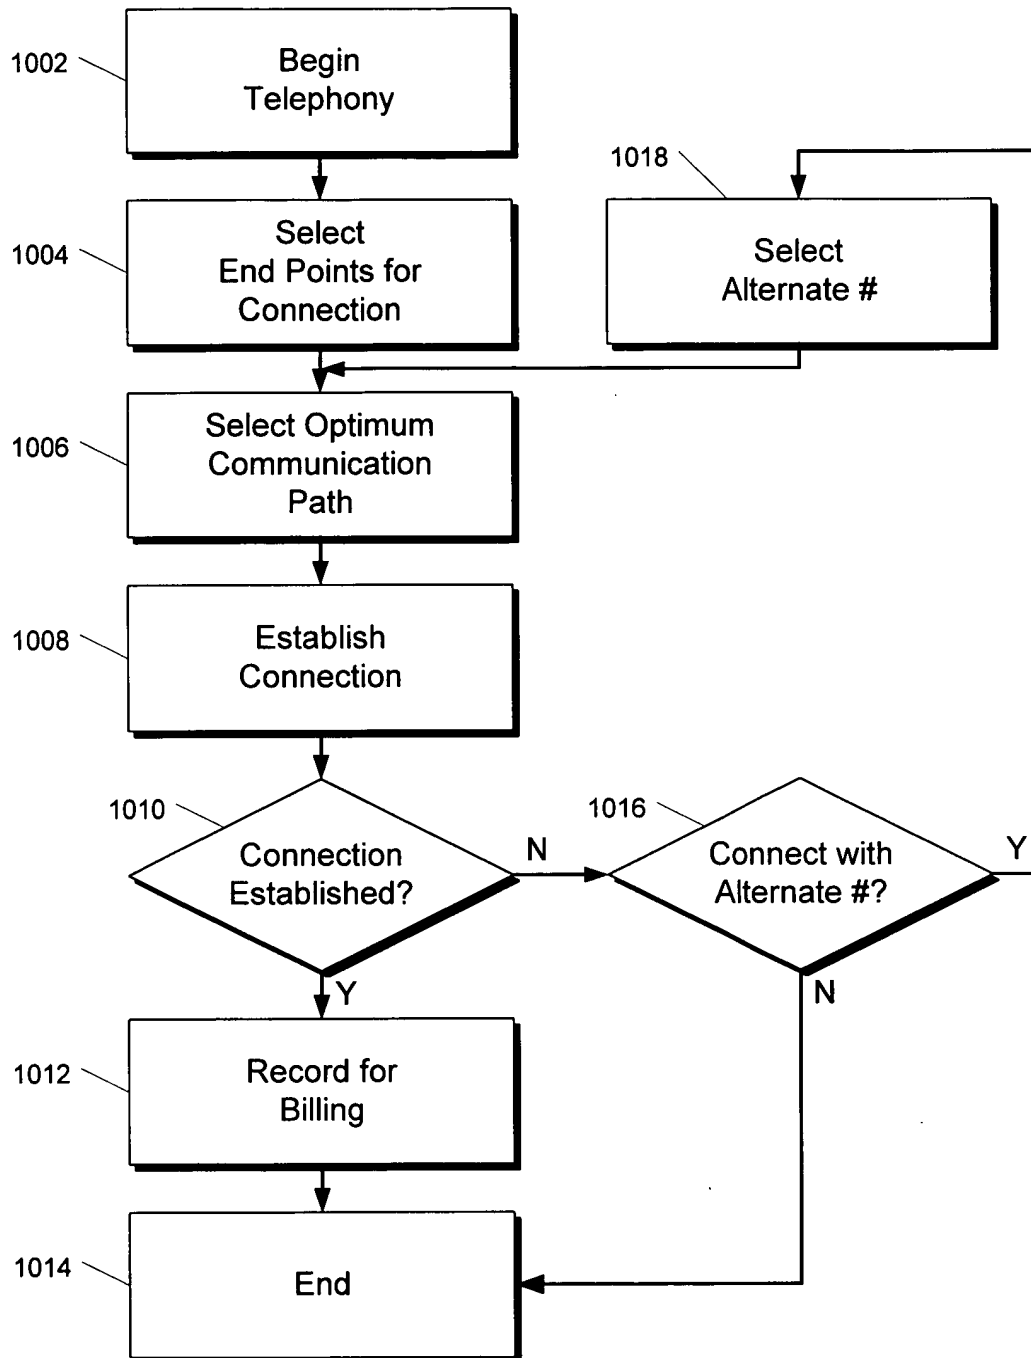 1002
Begin
Telephony
1018
1004
Select
End Points for
Connection
Select
Alternate #
1006
Select Optimum
Communication
Path
1008
Establish
Connection
1010
Connection
Established?
N
1016
Connect with
Alternate #?
Y
Y
N
1012
Record for
Billing
1014
End